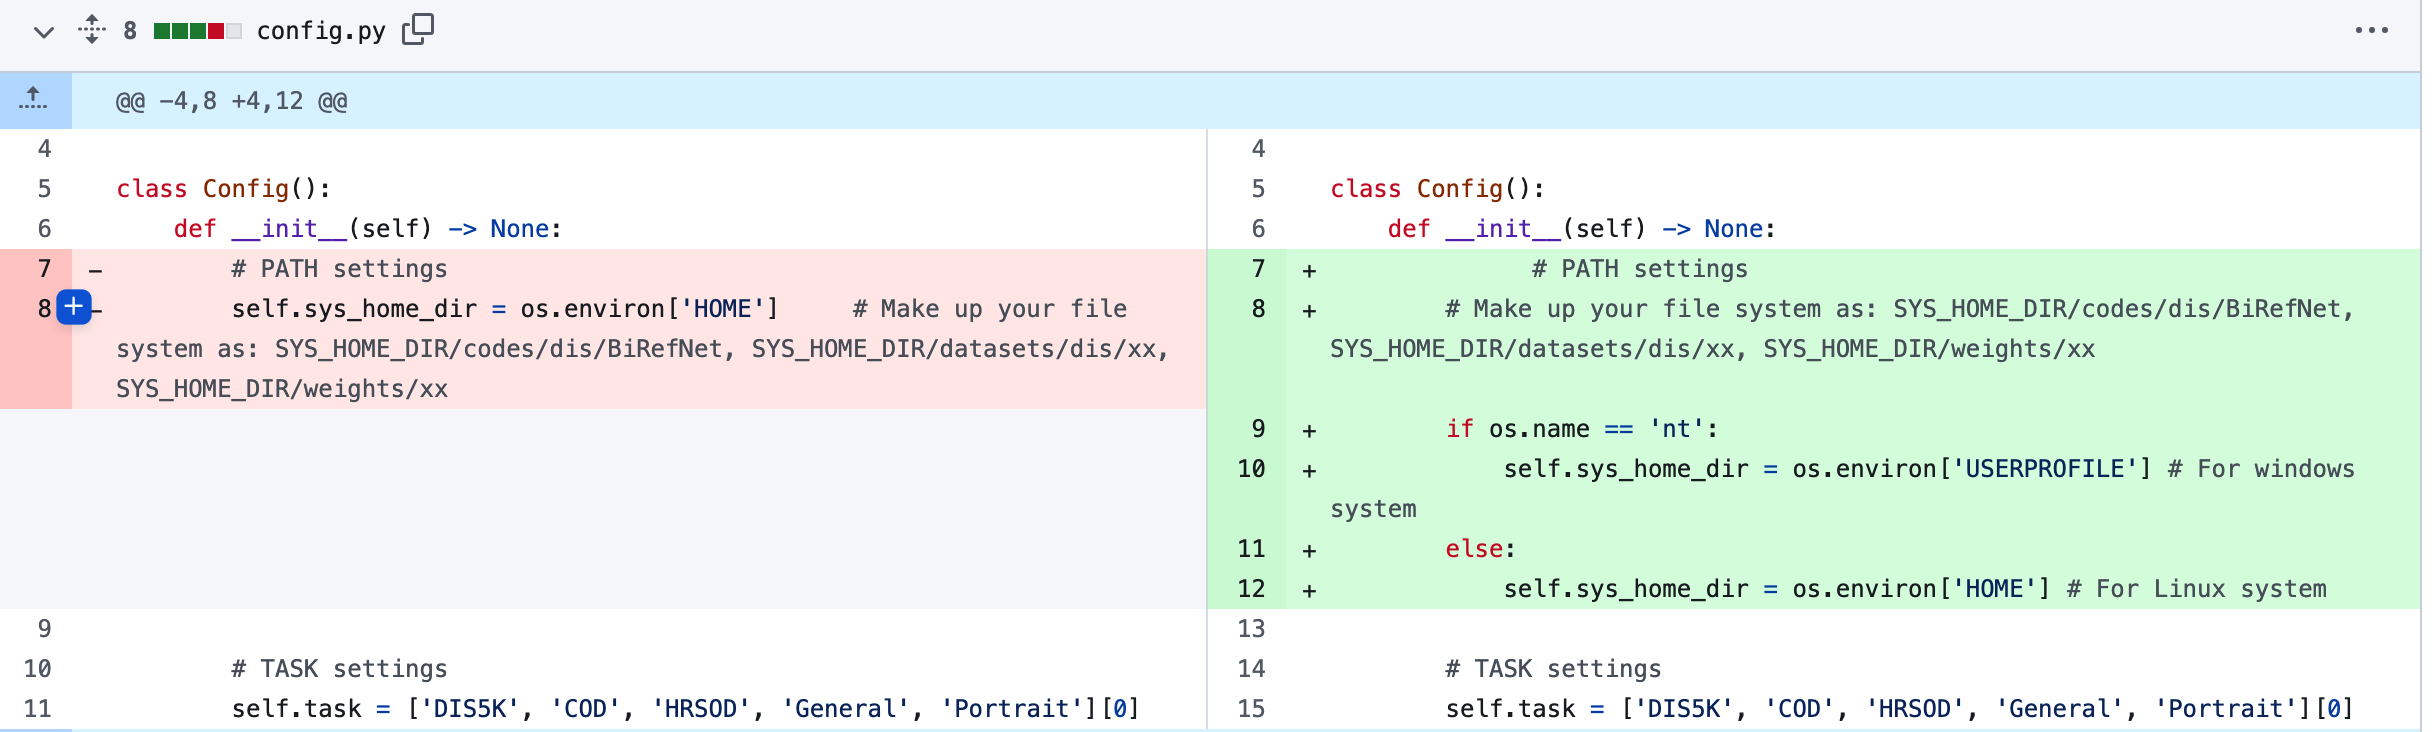 8 config.py
@@ -4,8 +4,12 @@
4
5 class Config():
6     def __init__(self) -> None:
7 -         # PATH settings
8 -         self.sys_home_dir = os.environ['HOME']     # Make up your file
system as: SYS_HOME_DIR/codes/dis/BiRefNet, SYS_HOME_DIR/datasets/dis/xx,
SYS_HOME_DIR/weights/xx
9
10         # TASK settings
11         self.task = ['DIS5K', 'COD', 'HRSOD', 'General', 'Portrait'][0]
4
5 class Config():
6     def __init__(self) -> None:
7 +             # PATH settings
8 +         # Make up your file system as: SYS_HOME_DIR/codes/dis/BiRefNet,
SYS_HOME_DIR/datasets/dis/xx, SYS_HOME_DIR/weights/xx
9 +         if os.name == 'nt':
10 +             self.sys_home_dir = os.environ['USERPROFILE'] # For windows
system
11 +         else:
12 +             self.sys_home_dir = os.environ['HOME'] # For Linux system
13
14         # TASK settings
15         self.task = ['DIS5K', 'COD', 'HRSOD', 'General', 'Portrait'][0]